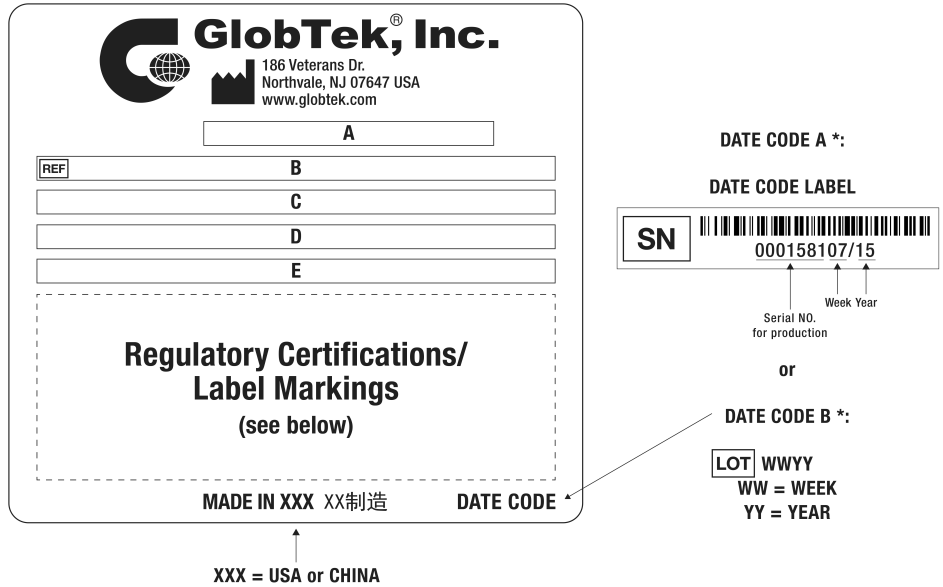 GlobTek®, Inc.
186 Veterans Dr.
Northvale, NJ 07647 USA
www.globtek.com
A
REF B
C
D
E
Regulatory Certifications/
Label Markings
(see below)
MADE IN XXX XX制造 DATE CODE
XXX = USA or CHINA
DATE CODE A *:
DATE CODE LABEL
SN
000158107/15
Week Year
Serial NO.
for production
or
DATE CODE B *:
LOT WWYY
WW = WEEK
YY = YEAR